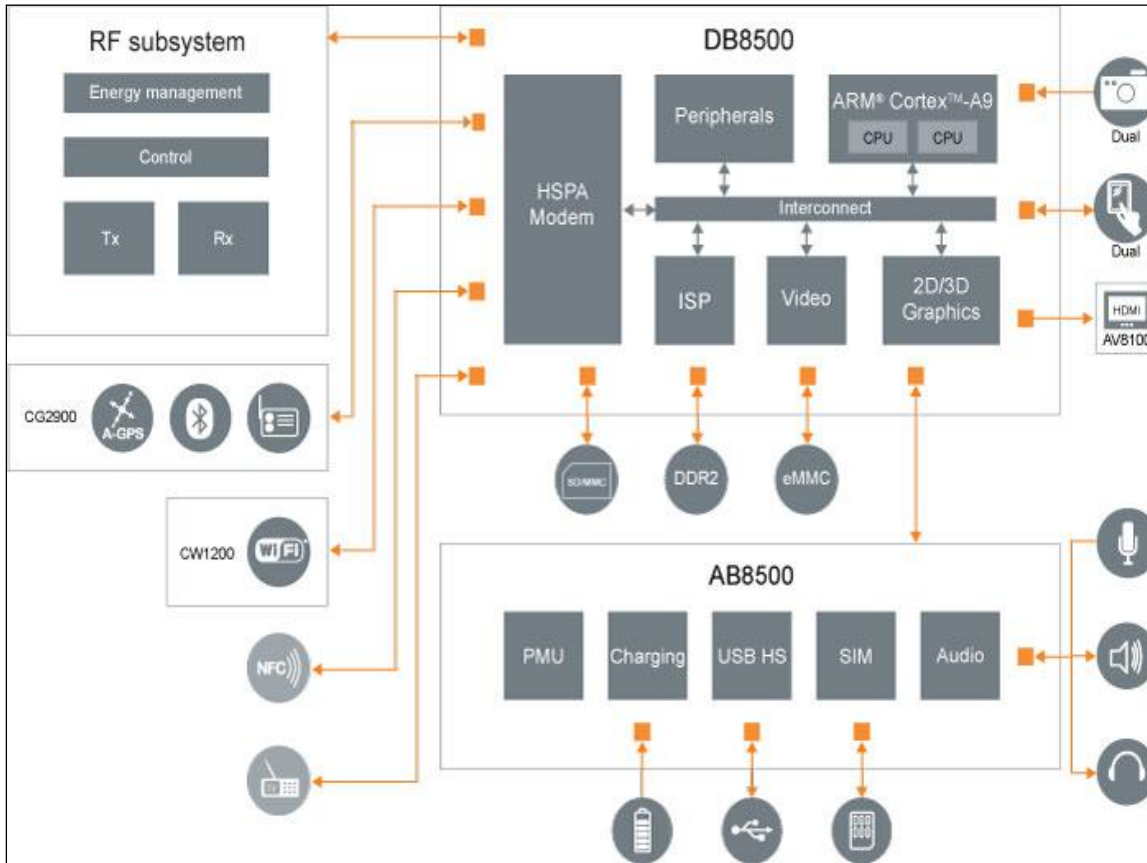 RF subsystem
Energy management
Control
Tx
Rx
CG2900
A-GPS
CW1200
WiFi
NFC
Tx
DB8500
HSPA
Modem
Peripherals
ARM® Cortex™-A9
CPU
CPU
Interconnect
ISP
Video
2D/3D
Graphics
Dual
Dual
HDMI
AV8100
SD/MMC
DDR2
eMMC
AB8500
PMU
Charging
USB HS
SIM
Audio